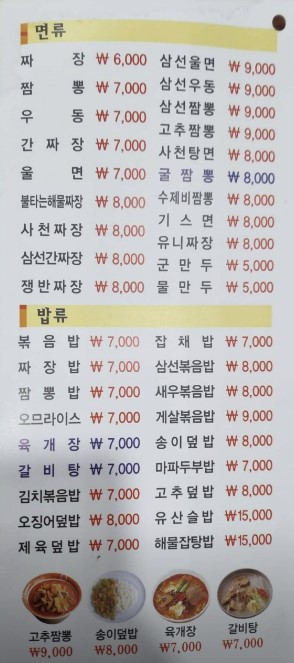 면류
짜장 ₩6,000
짬뽕 ₩7,000
우동 ₩7,000
간짜장 ₩7,000
울면 ₩7,000
불타는해물짜장 ₩8,000
사천짜장 ₩8,000
삼선간짜장 ₩8,000
쟁반짜장 ₩8,000
삼선울면 ₩9,000
삼선우동 ₩9,000
삼선짬뽕 ₩9,000
고추짬뽕 ₩9,000
사천탕면 ₩8,000
굴짬뽕 ₩8,000
수제비짬뽕 ₩8,000
기스면 ₩8,000
유니짜장 ₩8,000
군만두 ₩5,000
물만두 ₩5,000
밥류
볶음밥 ₩7,000
짜장밥 ₩7,000
짬뽕밥 ₩7,000
오므라이스 ₩7,000
육개장 ₩7,000
갈비탕 ₩7,000
김치볶음밥 ₩7,000
오징어덮밥 ₩8,000
제육덮밥 ₩7,000
잡채밥 ₩7,000
삼선볶음밥 ₩8,000
새우볶음밥 ₩8,000
게살볶음밥 ₩9,000
송이덮밥 ₩8,000
마파두부밥 ₩7,000
고추덮밥 ₩8,000
유산슬밥 ₩15,000
해물잡탕밥 ₩15,000
고추짬뽕
₩9,000
송이덮밥
₩8,000
육개장
₩7,000
갈비탕
₩7,000